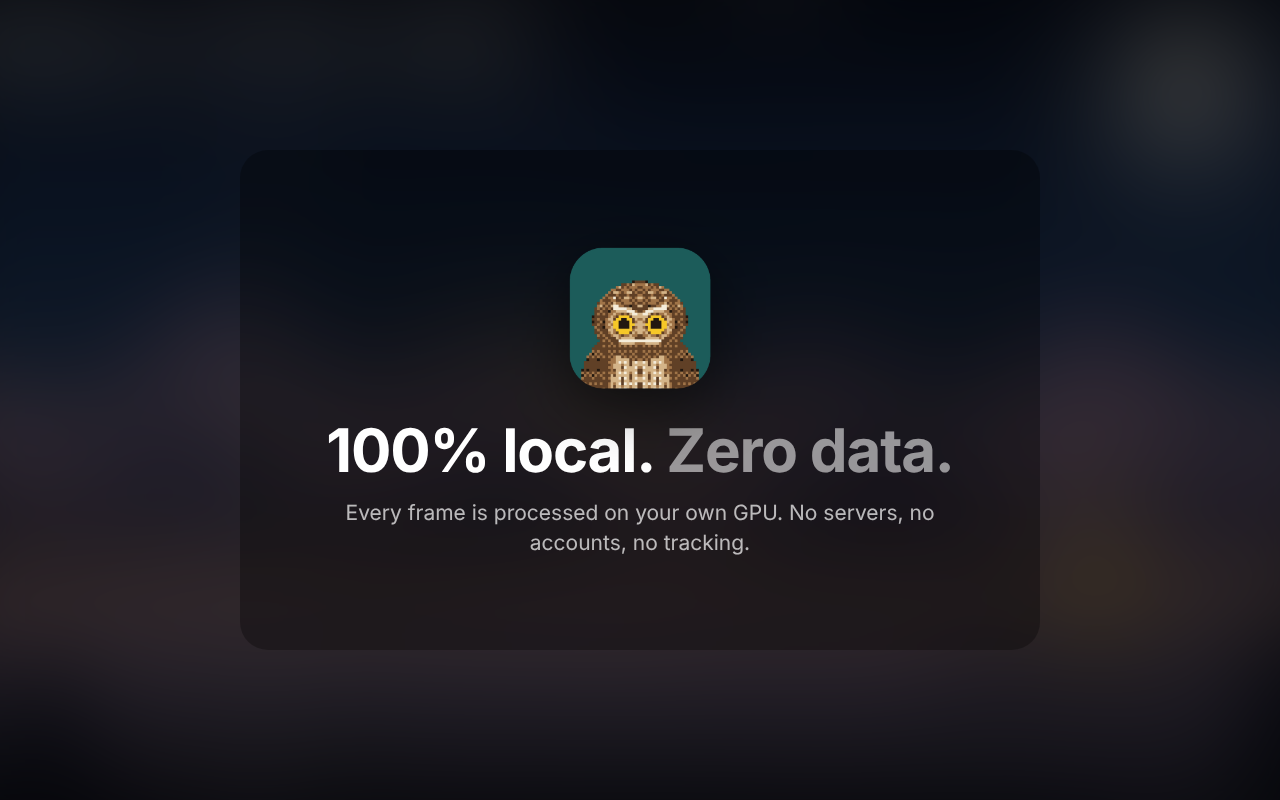 100% local. Zero data.
Every frame is processed on your own GPU. No servers, no
accounts, no tracking.